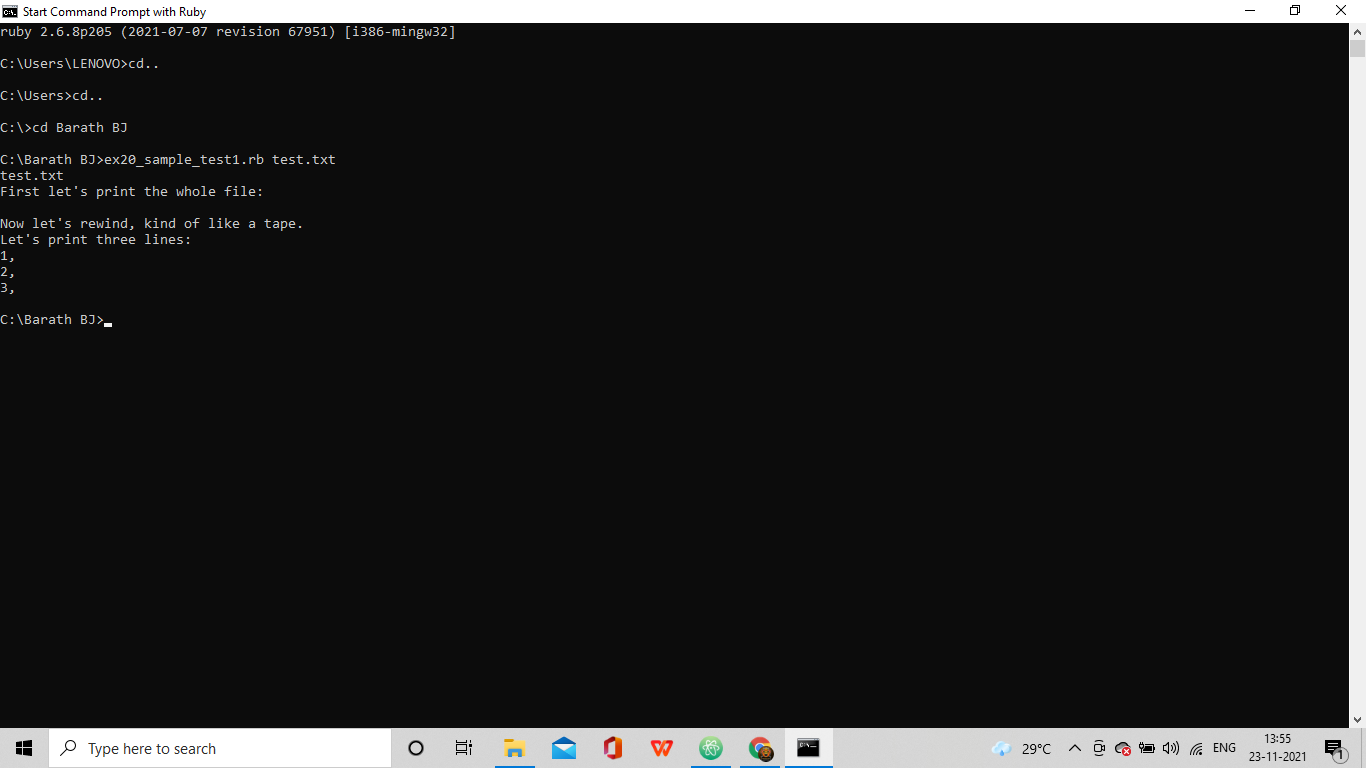 Start Command Prompt with Ruby
ruby 2.6.8p205 (2021-07-07 revision 67951) [i386-mingw32]
C:\Users\LENOVO>cd..
C:\Users>cd..
C:\>cd Barath BJ
C:\Barath BJ>ex20_sample_test1.rb test.txt
test.txt
First let's print the whole file:
Now let's rewind, kind of like a tape.
Let's print three lines:
1,
2,
3,
C:\Barath BJ>
Type here to search
29°C
ENG
13:55
23-11-2021
1